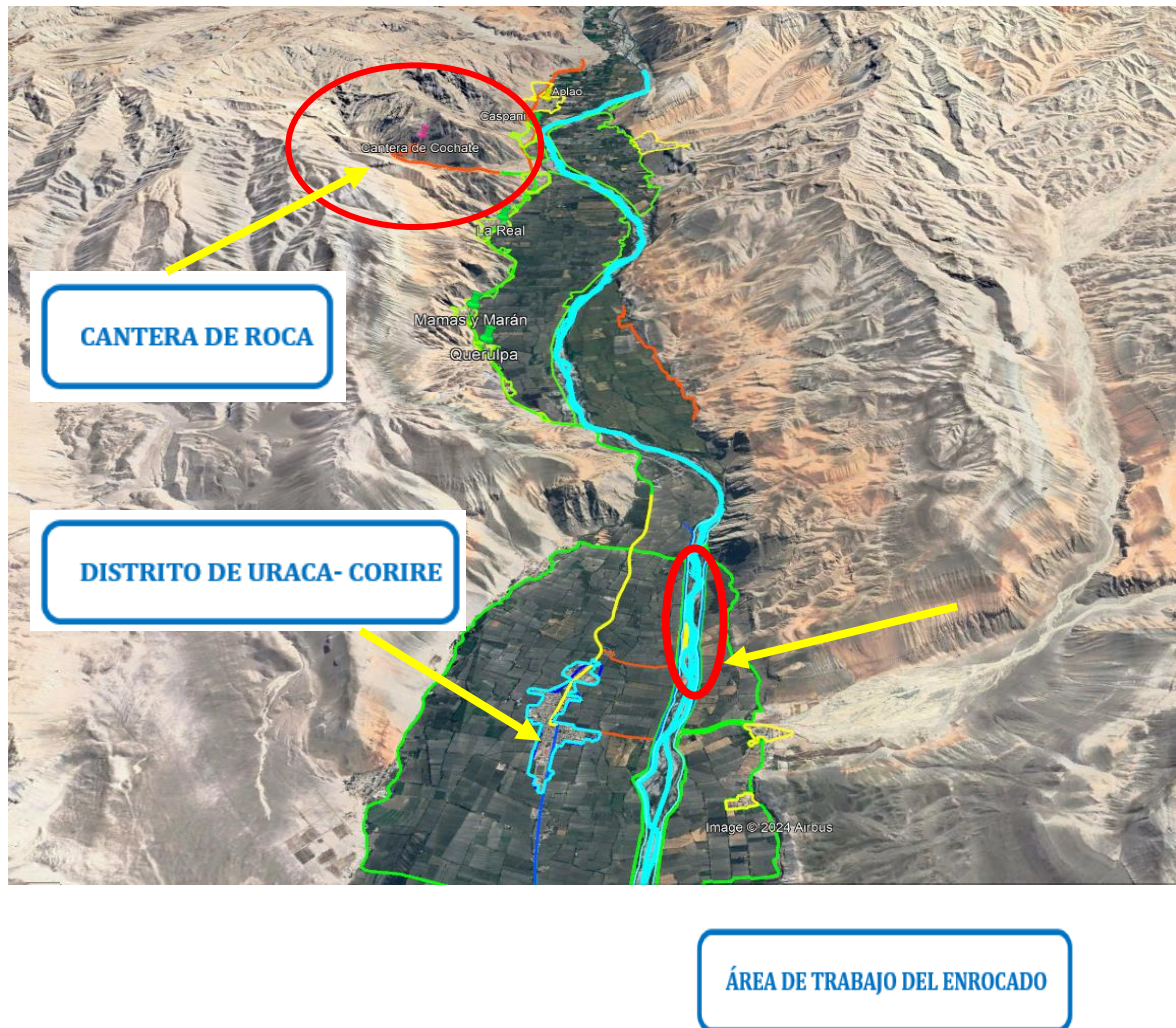 Aplao
Caspani
Cantera de Cochate
La Real
CANTERA DE ROCA
Mamas y Marán
Querulpa
DISTRITO DE URACA- CORIRE
Image © 2024 Airbus
ÁREA DE TRABAJO DEL ENROCADO